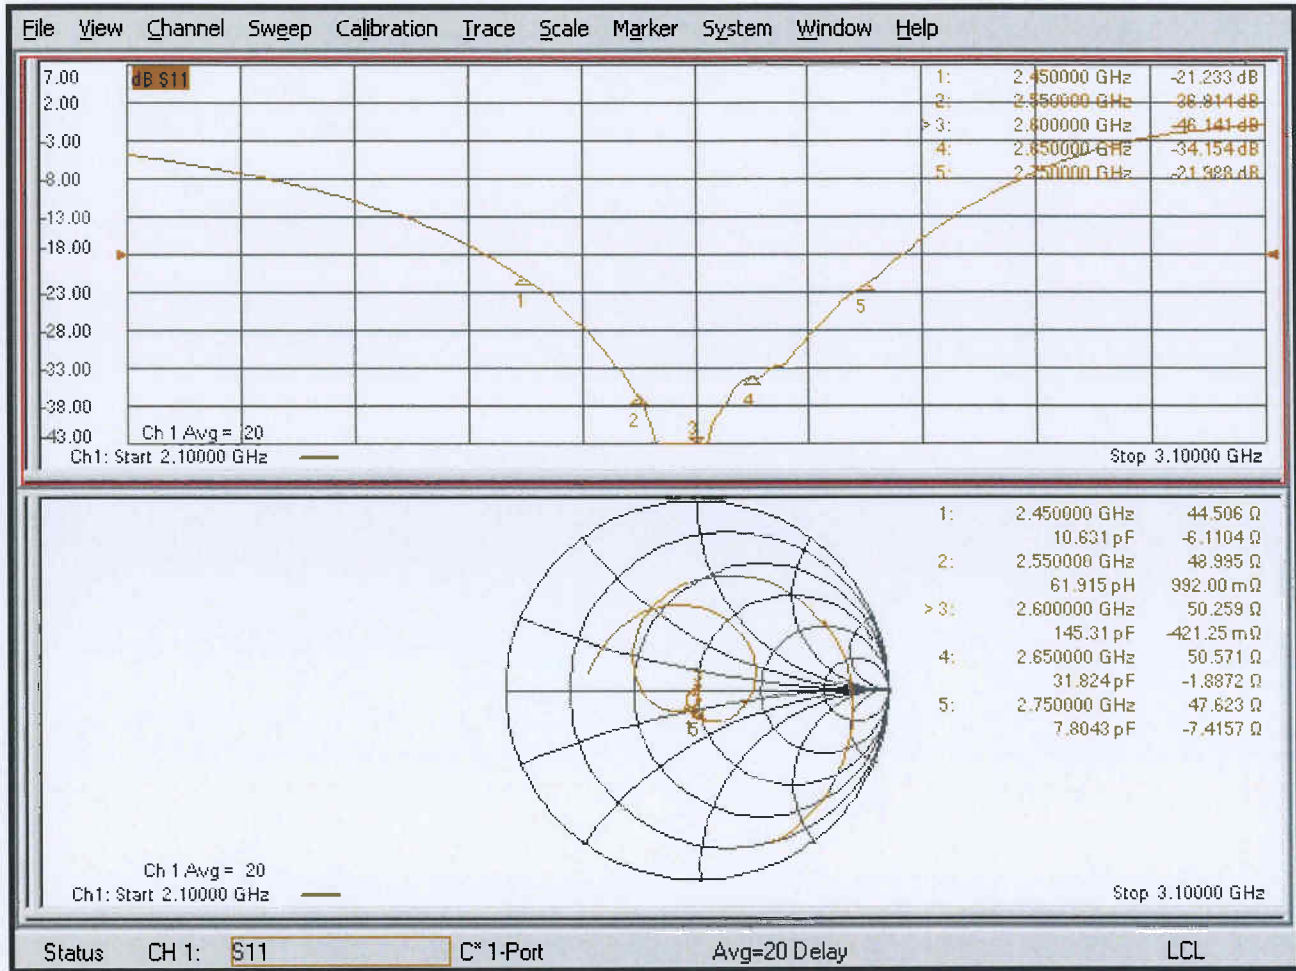 File View Channel Sweep Calibration Trace Scale Marker System Window Help
7.00
dB S11
2.00
-3.00
-8.00
-13.00
-18.00
-23.00
-28.00
-33.00
-38.00
-43.00
1: 2.450000 GHz -21.233 dB
2: 2.550000 GHz -36.814 dB
> 3: 2.600000 GHz -46.141 dB
4: 2.650000 GHz -34.154 dB
5: 2.750000 GHz -21.988 dB
1
2
3
4
5
Ch 1 Avg = 20
Ch1: Start 2.10000 GHz
Stop 3.10000 GHz
1: 2.450000 GHz 44.506 Ω
10.631 pF -6.1104 Ω
2: 2.550000 GHz 48.995 Ω
61.915 pH 992.00 mΩ
> 3: 2.600000 GHz 50.259 Ω
145.31 pF -421.25 mΩ
4: 2.650000 GHz 50.571 Ω
31.824 pF -1.8872 Ω
5: 2.750000 GHz 47.623 Ω
7.8043 pF -7.4157 Ω
Ch 1 Avg = 20
Ch1: Start 2.10000 GHz
Stop 3.10000 GHz
Status CH 1: S11 C* 1-Port Avg=20 Delay LCL